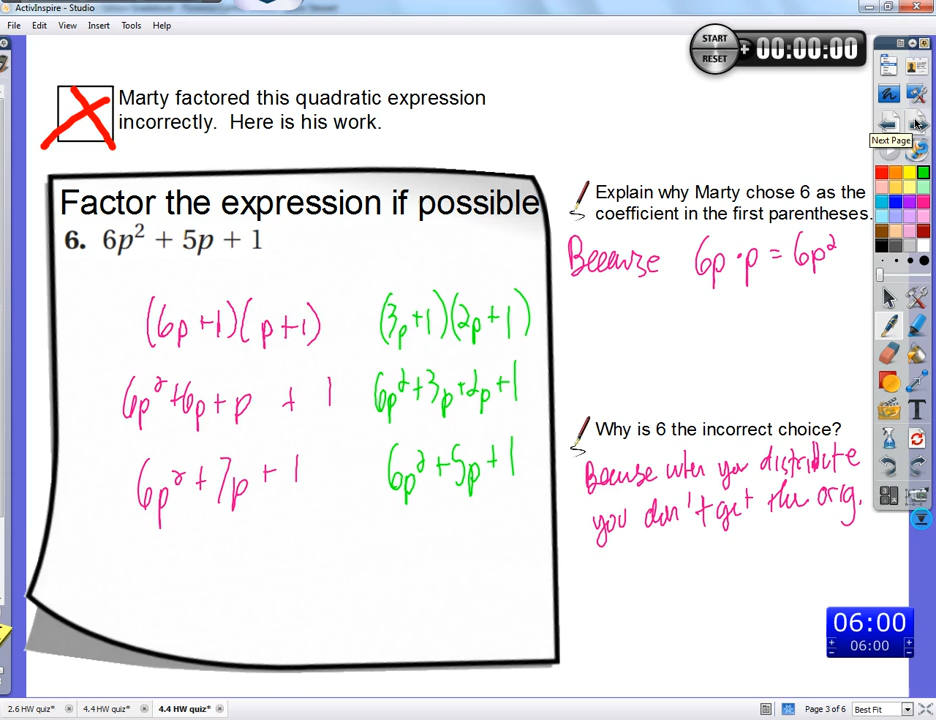 ActivInspire - Studio
File Edit View Insert Tools Help
START
RESET
00:00:00
Next Page
Marty factored this quadratic expression
incorrectly. Here is his work.
Factor the expression if possible
6. 6p² + 5p + 1
(6p+1)(p+1)
6p²+6p+p + 1
6p²+7p+1
(3p+1)(2p+1)
6p²+3p+2p+1
6p²+5p+1
Explain why Marty chose 6 as the
coefficient in the first parentheses.
Because 6p·p = 6p²
Why is 6 the incorrect choice?
Because when you distribute
you don't get the orig.
06:00
06:00
2.6 HW quiz* 4.4 HW quiz* 4.4 HW quiz*
Page 3 of 6 Best Fit